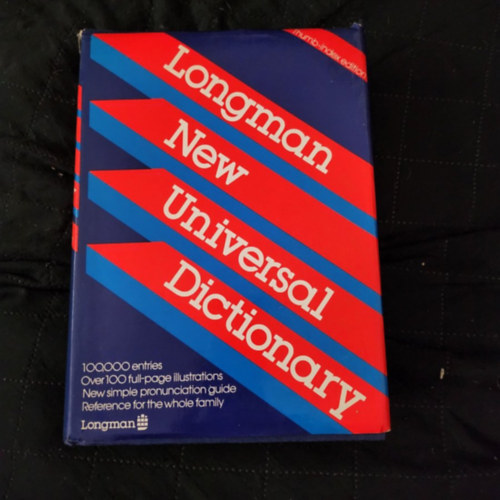 Thumb-index edition
Longman
New
Universal
Dictionary
100,000 entries
Over 100 full-page illustrations
New simple pronunciation guide
Reference for the whole family
Longman